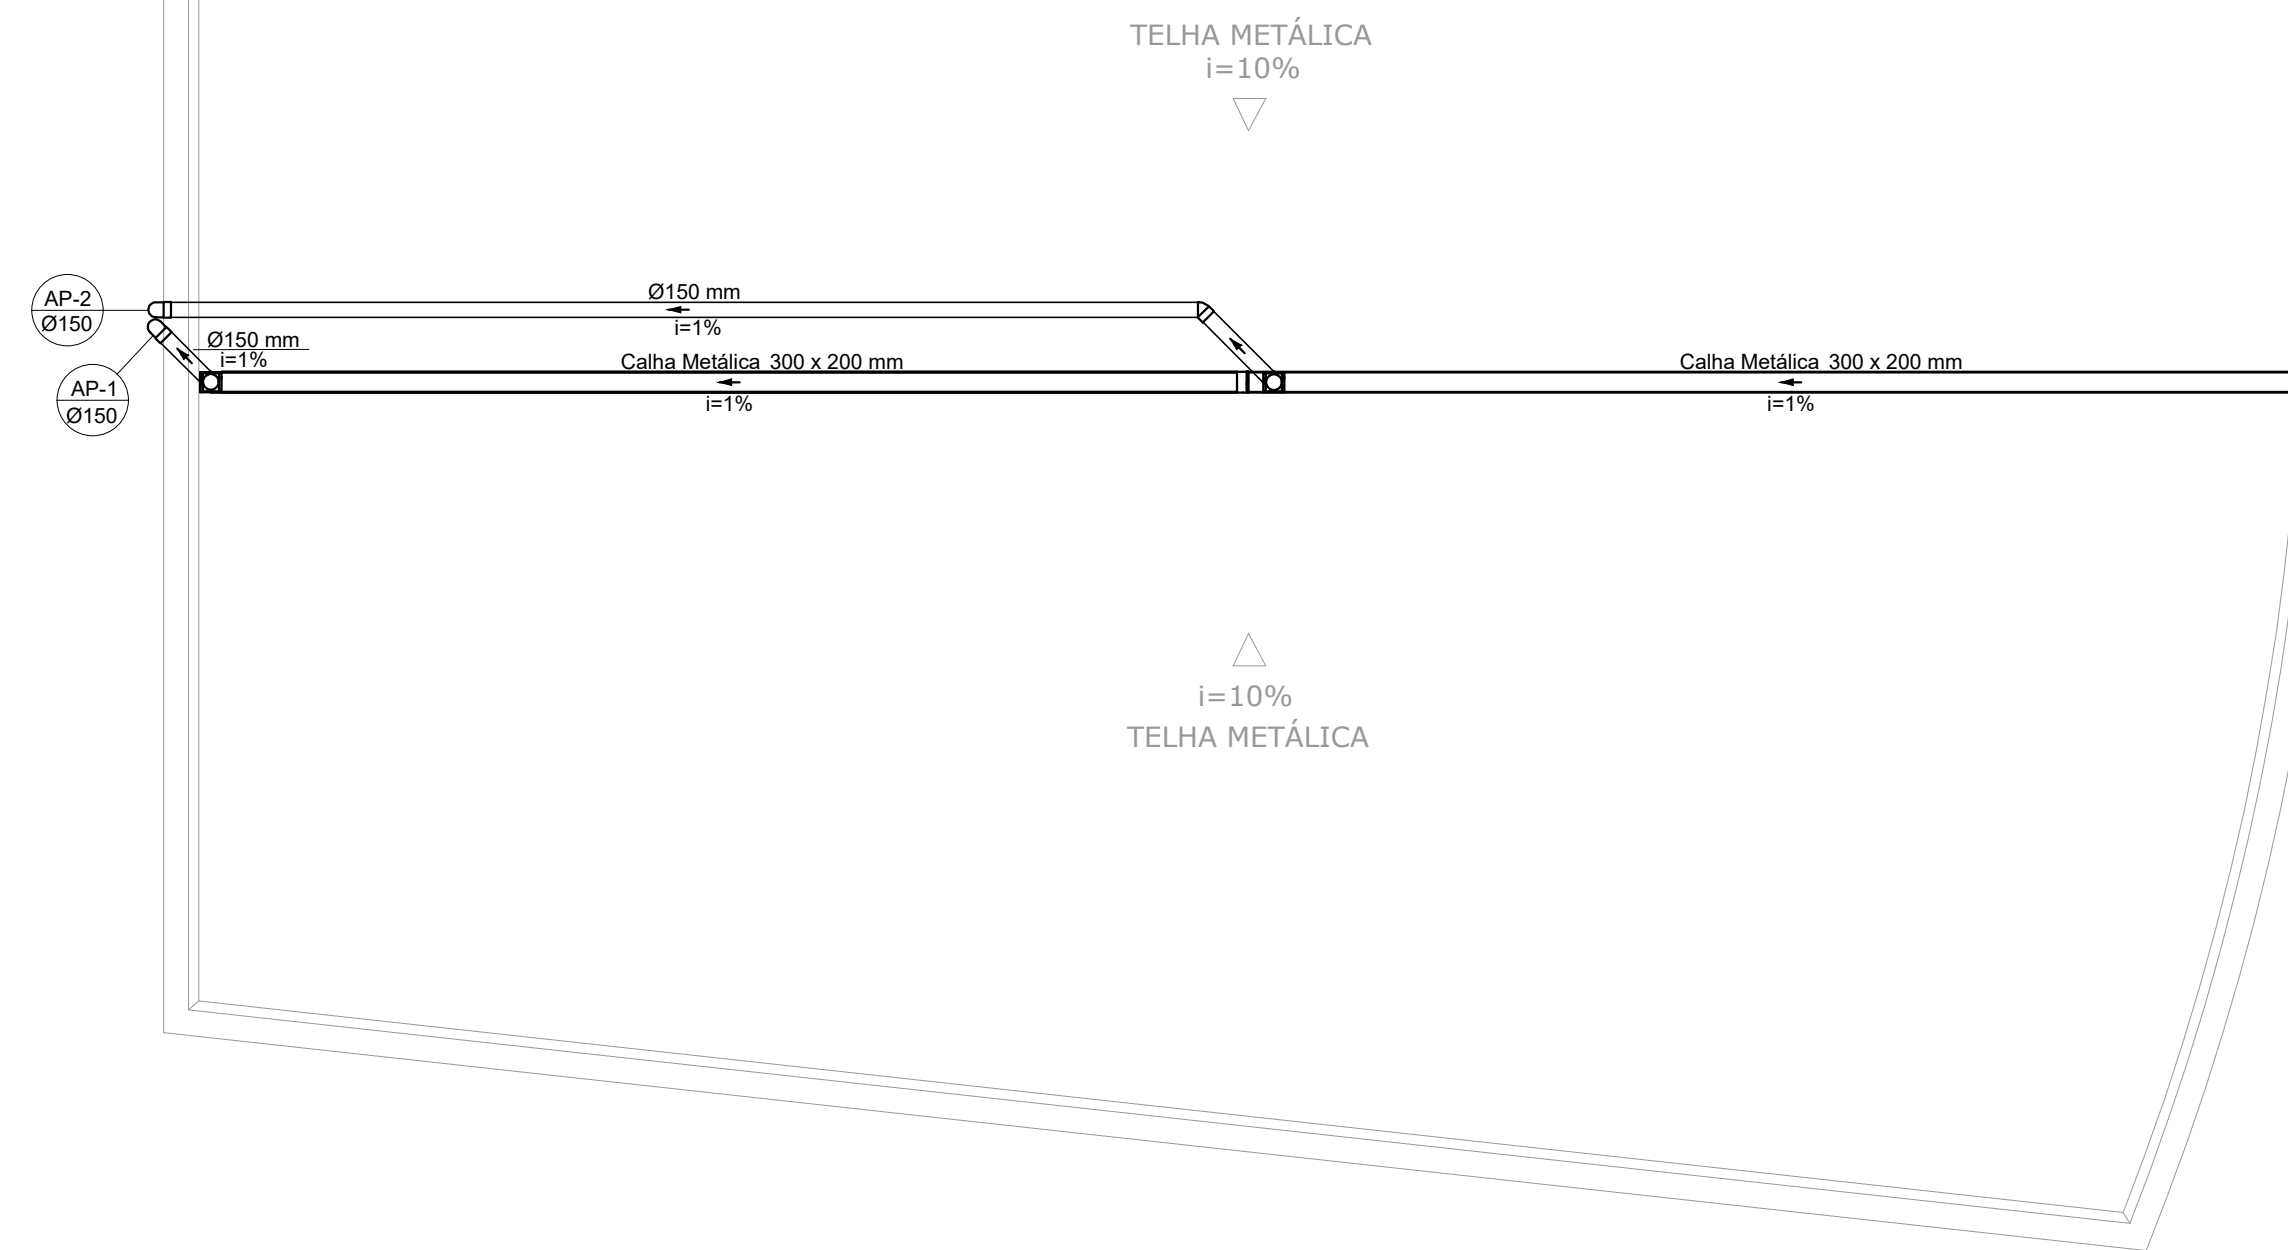 TELHA METÁLICA
i=10%
AP-2
Ø150
Ø150 mm
i=1%
Ø150 mm
i=1%
AP-1
Ø150
Calha Metálica 300 x 200 mm
i=1%
Calha Metálica 300 x 200 mm
i=1%
i=10%
TELHA METÁLICA